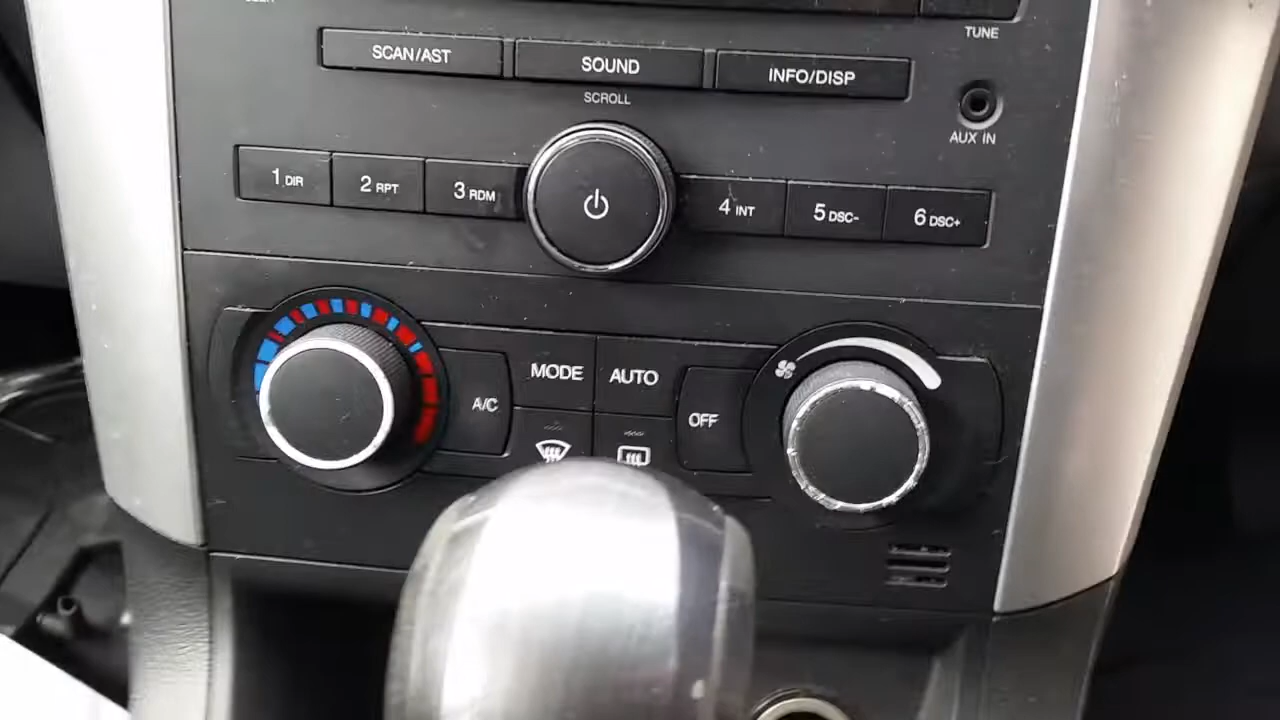 TUNE
SCAN/AST
SOUND
INFO/DISP
SCROLL
AUX IN
1 DIR
2 RPT
3 RDM
4 INT
5 DSC-
6 DSC+
MODE
AUTO
A/C
OFF